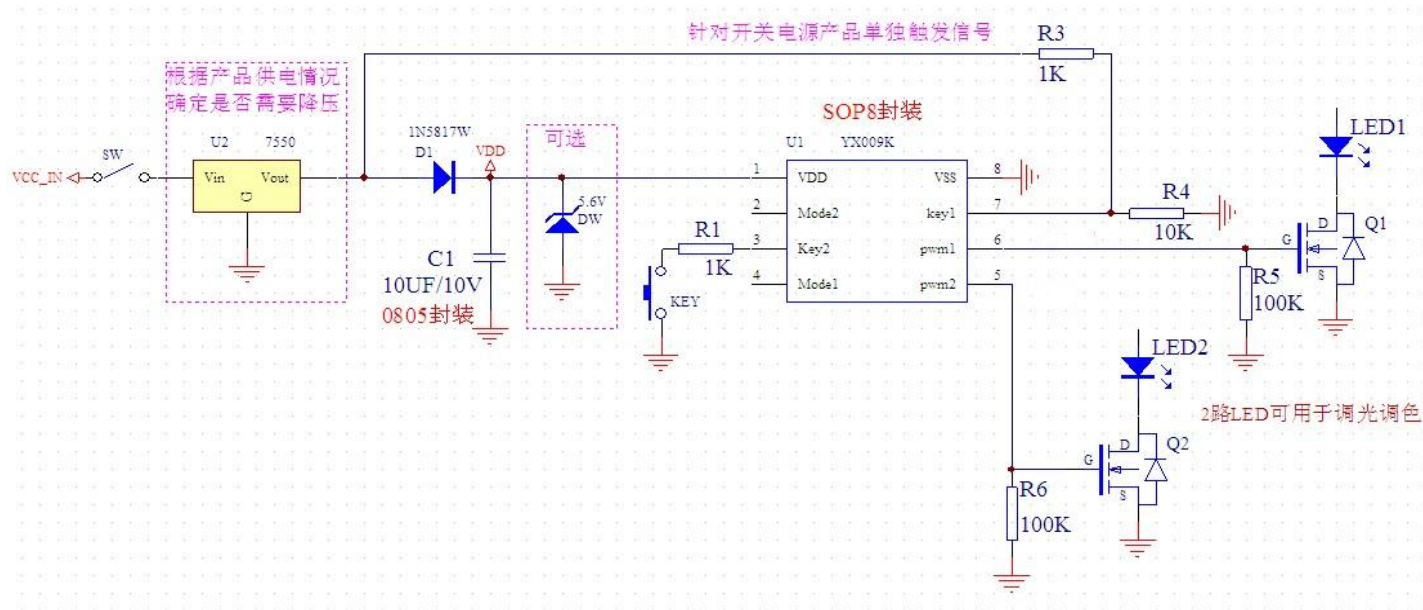 针对开关电源产品单独触发信号
R3
1K
根据产品供电情况
确定是否需要降压
U2 7550
SW
VCC_IN
Vin Vout
G
1N5817W
D1
VDD
可选
5.6V
DW
C1
10UF/10V
0805封装
SOP8封装
U1 YX009K
1 VDD VSS 8
2 Mode2 key1 7
3 Key2 pwm1 6
4 Mode1 pwm2 5
R1
1K
KEY
R4
10K
LED1
D
G
S
Q1
R5
100K
LED2
2路LED可用于调光调色
D
G
S
Q2
R6
100K